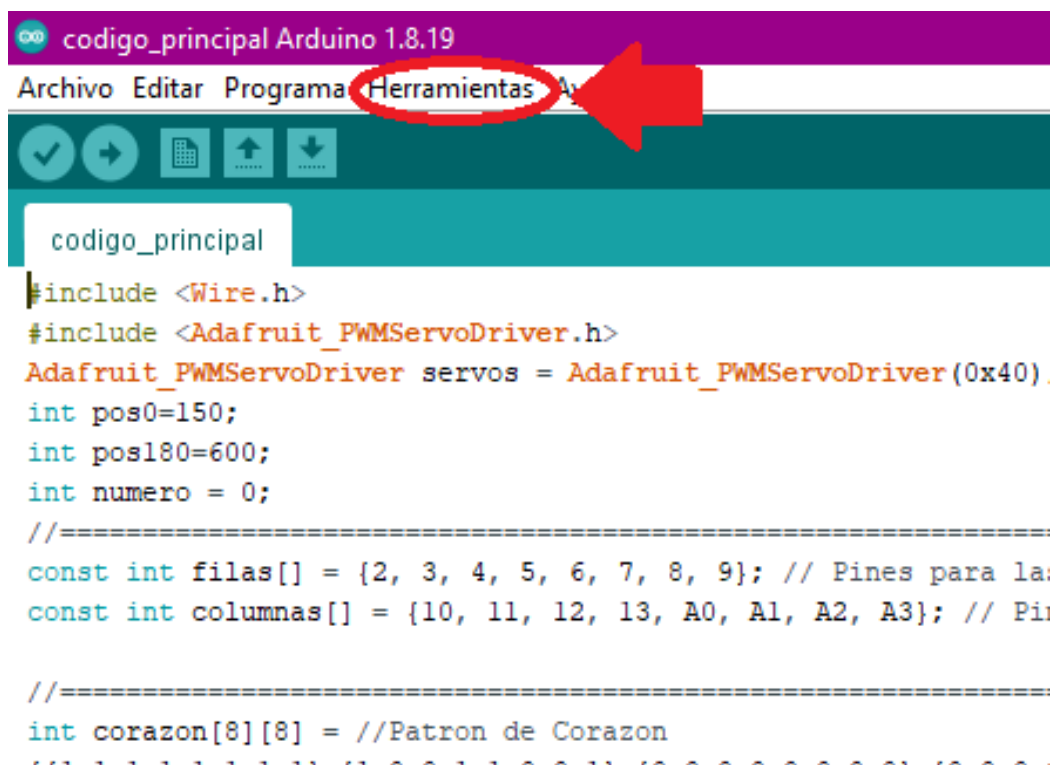 codigo_principal Arduino 1.8.19
Archivo Editar Programa Herramientas
codigo_principal
#include <Wire.h>
#include <Adafruit_PWMServoDriver.h>
Adafruit_PWMServoDriver servos = Adafruit_PWMServoDriver(0x40)
int pos0=150;
int pos180=600;
int numero = 0;
//=============================================================
const int filas[] = {2, 3, 4, 5, 6, 7, 8, 9}; // Pines para
const int columnas[] = {10, 11, 12, 13, A0, A1, A2, A3}; //
//=============================================================
int corazon[8][8] = //Patron de Corazon